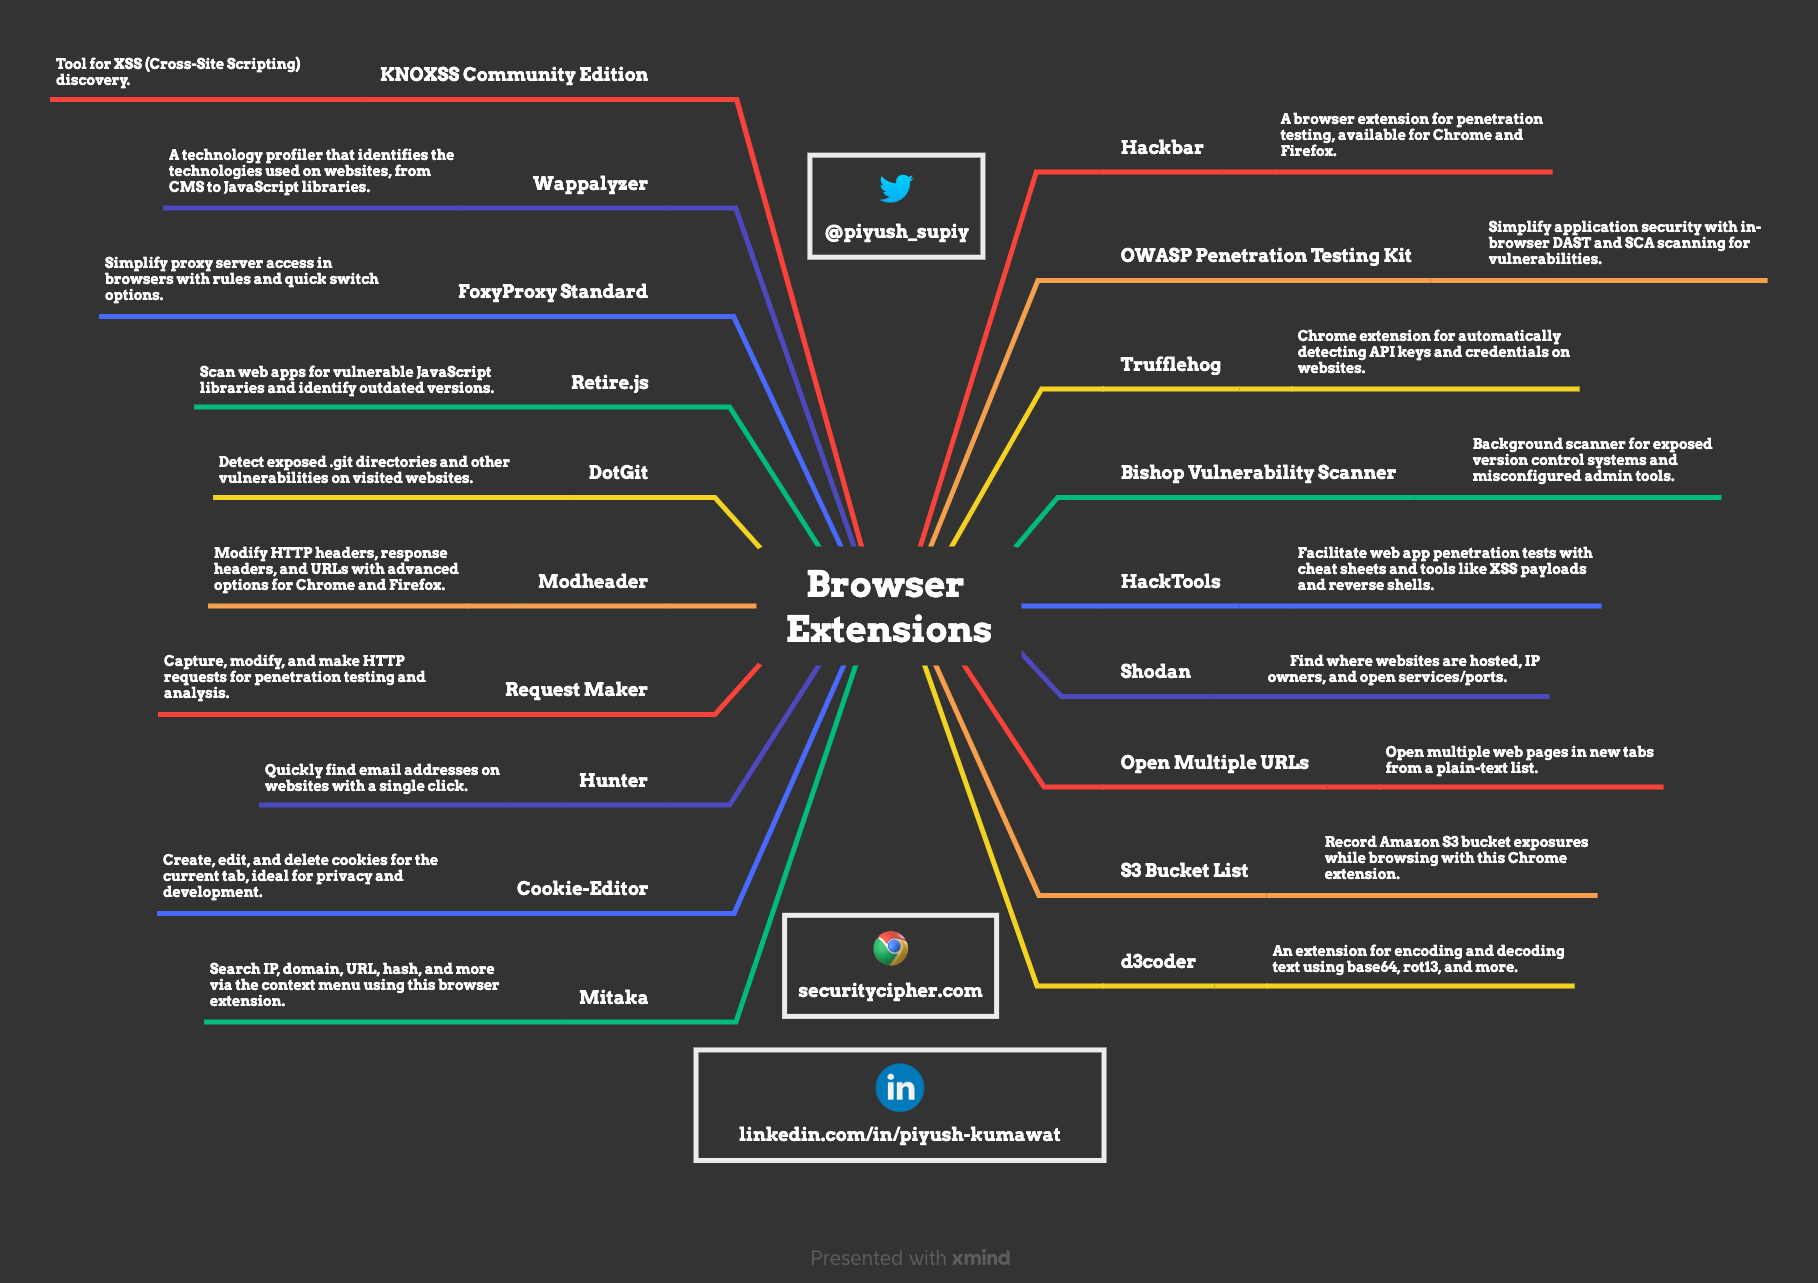 Tool for XSS (Cross-Site Scripting)
discovery.
KNOXSS Community Edition
A technology profiler that identifies the
technologies used on websites, from
CMS to JavaScript libraries.
Wappalyzer
Simplify proxy server access in
browsers with rules and quick switch
options.
FoxyProxy Standard
Scan web apps for vulnerable JavaScript
libraries and identify outdated versions.
Retire.js
Detect exposed .git directories and other
vulnerabilities on visited websites.
DotGit
Modify HTTP headers, response
headers, and URLs with advanced
options for Chrome and Firefox.
Modheader
Capture, modify, and make HTTP
requests for penetration testing and
analysis.
Request Maker
Quickly find email addresses on
websites with a single click.
Hunter
Create, edit, and delete cookies for the
current tab, ideal for privacy and
development.
Cookie-Editor
Search IP, domain, URL, hash, and more
via the context menu using this browser
extension.
Mitaka
@piyush_supiy
Browser
Extensions
securitycipher.com
in
linkedin.com/in/piyush-kumawat
Hackbar
A browser extension for penetration
testing, available for Chrome and
Firefox.
OWASP Penetration Testing Kit
Simplify application security with in-
browser DAST and SCA scanning for
vulnerabilities.
Trufflehog
Chrome extension for automatically
detecting API keys and credentials on
websites.
Bishop Vulnerability Scanner
Background scanner for exposed
version control systems and
misconfigured admin tools.
HackTools
Facilitate web app penetration tests with
cheat sheets and tools like XSS payloads
and reverse shells.
Shodan
Find where websites are hosted, IP
owners, and open services/ports.
Open Multiple URLs
Open multiple web pages in new tabs
from a plain-text list.
S3 Bucket List
Record Amazon S3 bucket exposures
while browsing with this Chrome
extension.
d3coder
An extension for encoding and decoding
text using base64, rot13, and more.
Presented with xmind